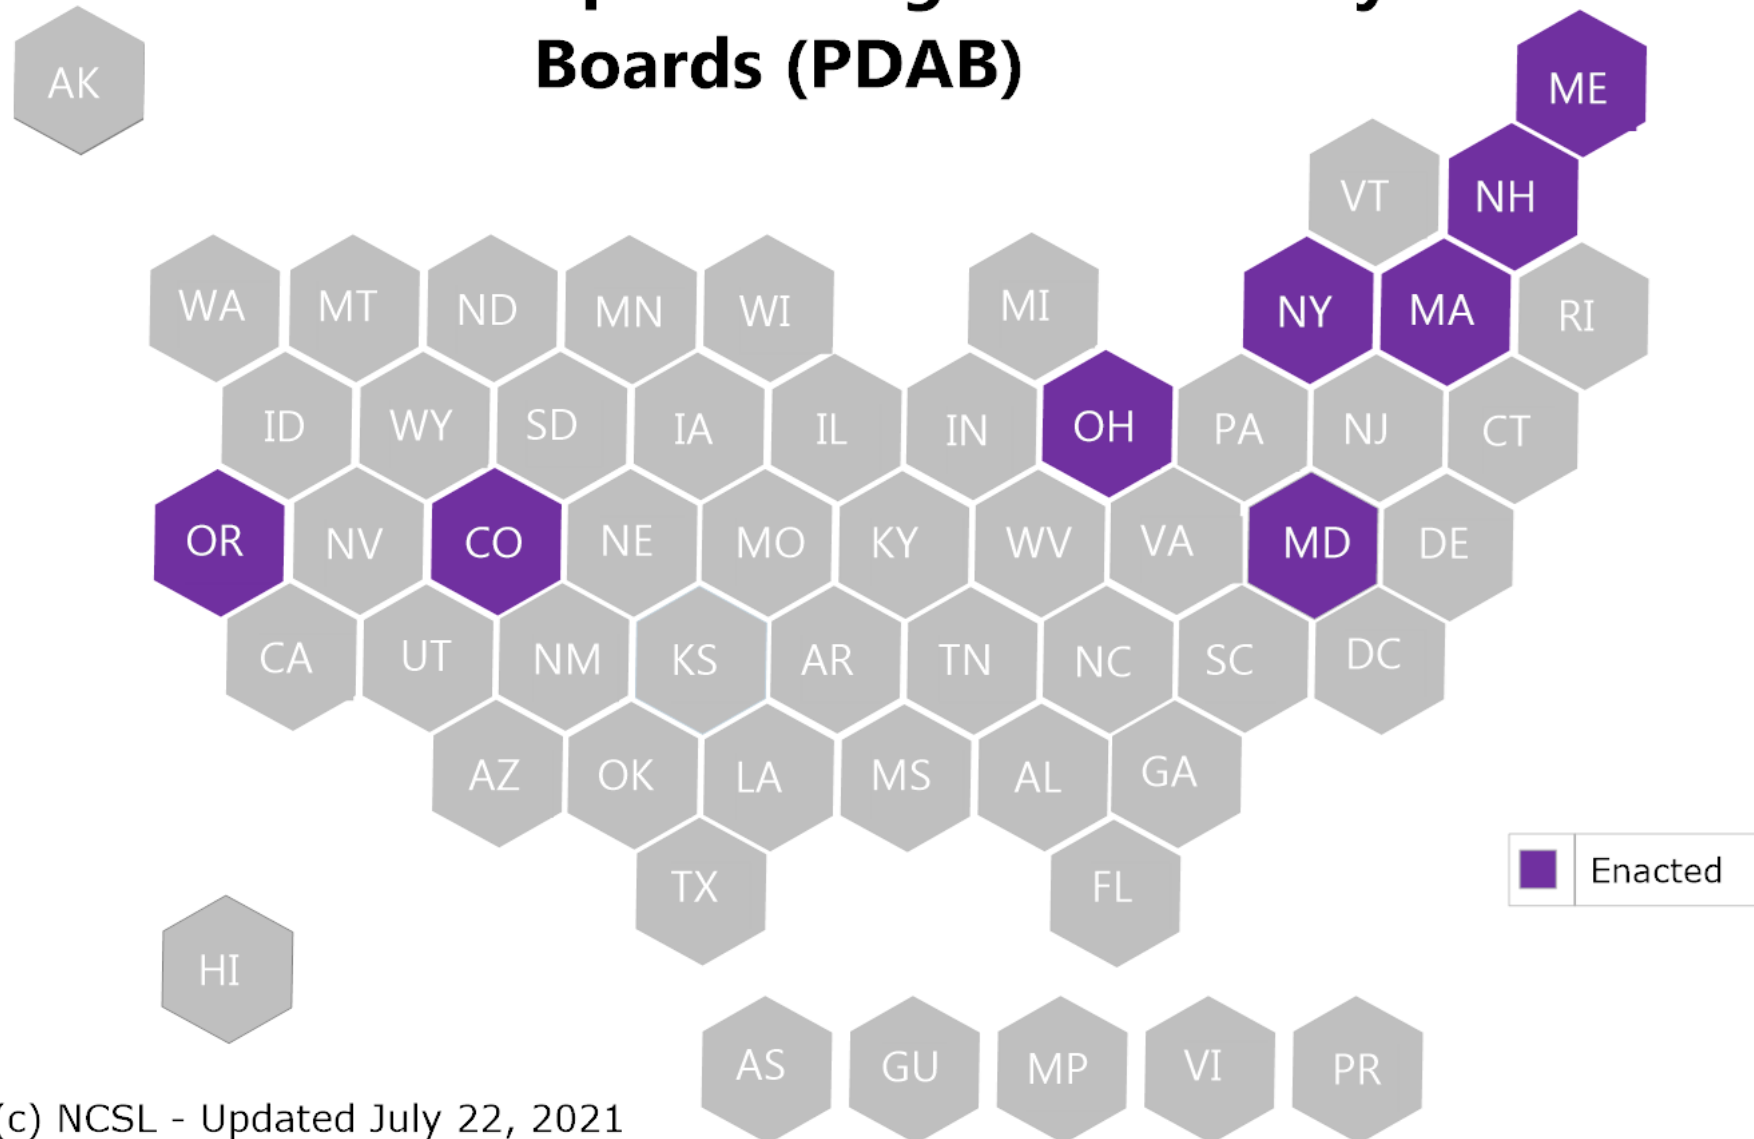 Boards (PDAB)
AK
ME
VT NH
WA MT ND MN WI MI NY MA RI
ID WY SD IA IL IN OH PA NJ CT
OR NV CO NE MO KY WV VA MD DE
CA UT NM KS AR TN NC SC DC
AZ OK LA MS AL GA
TX FL
Enacted
HI
AS GU MP VI PR
(c) NCSL - Updated July 22, 2021